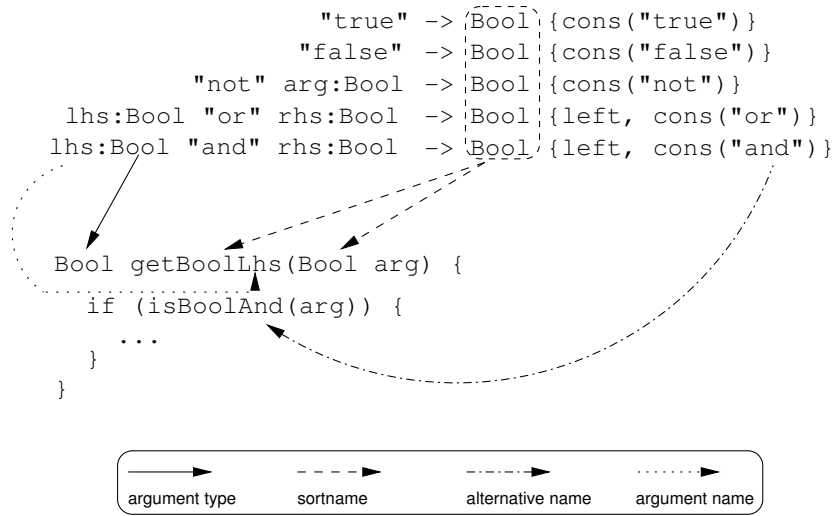 "true" -> Bool {cons("true")}
"false" -> Bool {cons("false")}
"not" arg:Bool -> Bool {cons("not")}
lhs:Bool "or" rhs:Bool -> Bool {left, cons("or")}
lhs:Bool "and" rhs:Bool -> Bool {left, cons("and")}
Bool getBoolLhs(Bool arg) {
if (isBoolAnd(arg)) {
...
}
}
argument type sortname alternative name argument name